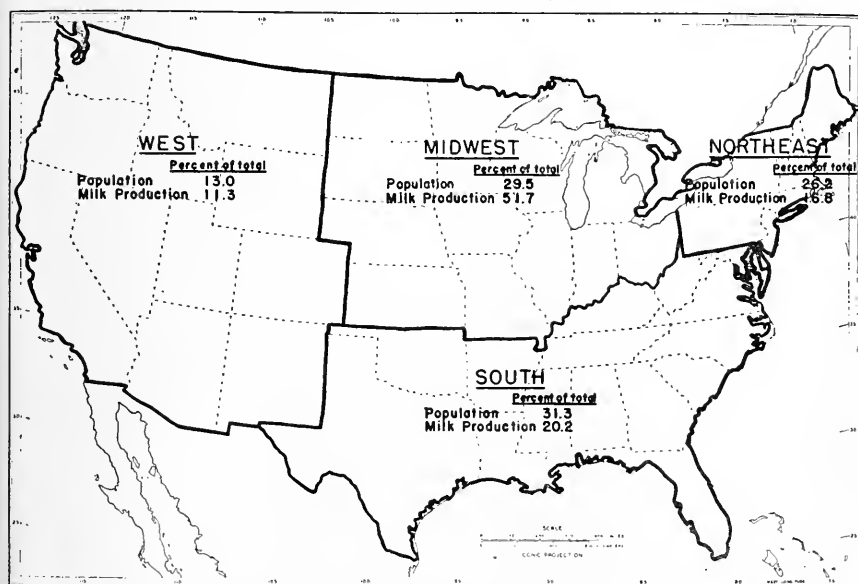 WEST
Percent of total
Population 13.0
Milk Production 11.3
MIDWEST
Percent of total
Population 29.5
Milk Production 51.7
NORTHEAST
Percent of total
Population 26.2
Milk Production 16.8
SOUTH
Percent of total
Population 31.3
Milk Production 20.2
SCALE
CONIC PROJECTION